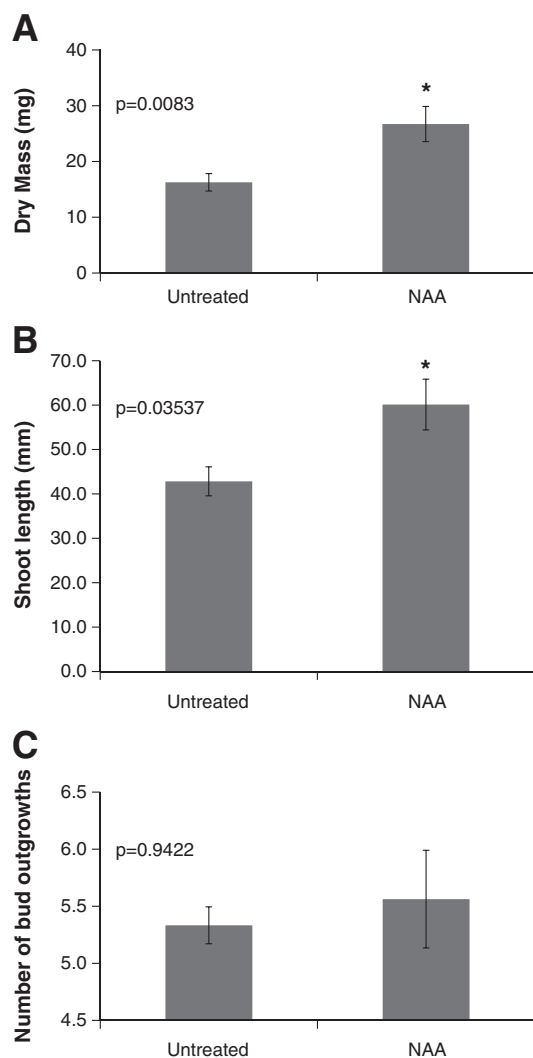 A
Dry Mass (mg)
40
30
20
10
0
p=0.0083
*
Untreated
NAA
B
Shoot length (mm)
70.0
60.0
50.0
40.0
30.0
20.0
10.0
0.0
p=0.03537
*
Untreated
NAA
C
Number of bud outgrowths
6.5
6.0
5.5
5.0
4.5
p=0.9422
Untreated
NAA